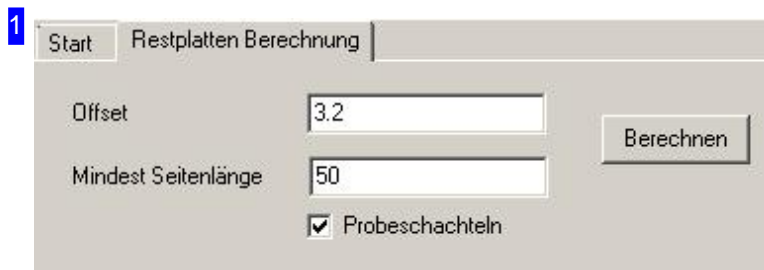 1
Start Restplatten Berechnung
Offset 3.2
Berechnen
Mindest Seitenlänge 50
Probeschachteln